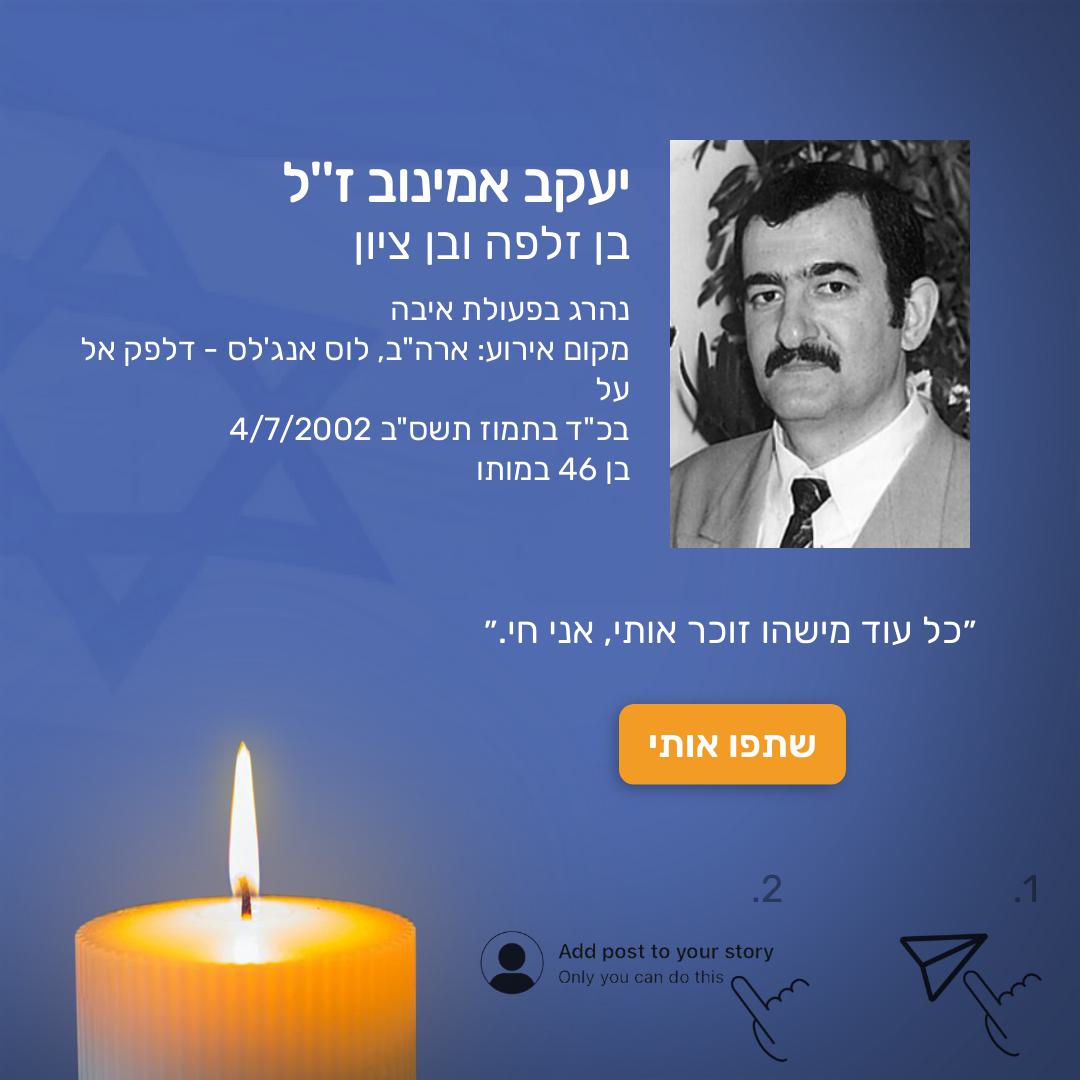 יעקב אמינוב ז"ל
בן זלפה ובן ציון
נהרג בפעולת איבה
מקום אירוע: ארה"ב, לוס אנג'לס - דלפק אל
על
בכ"ד בתמוז תשס"ב 4/7/2002
בן 46 במותו
״כל עוד מישהו זוכר אותי, אני חי.״
שתפו אותי
1.
2.
Add post to your story
Only you can do this